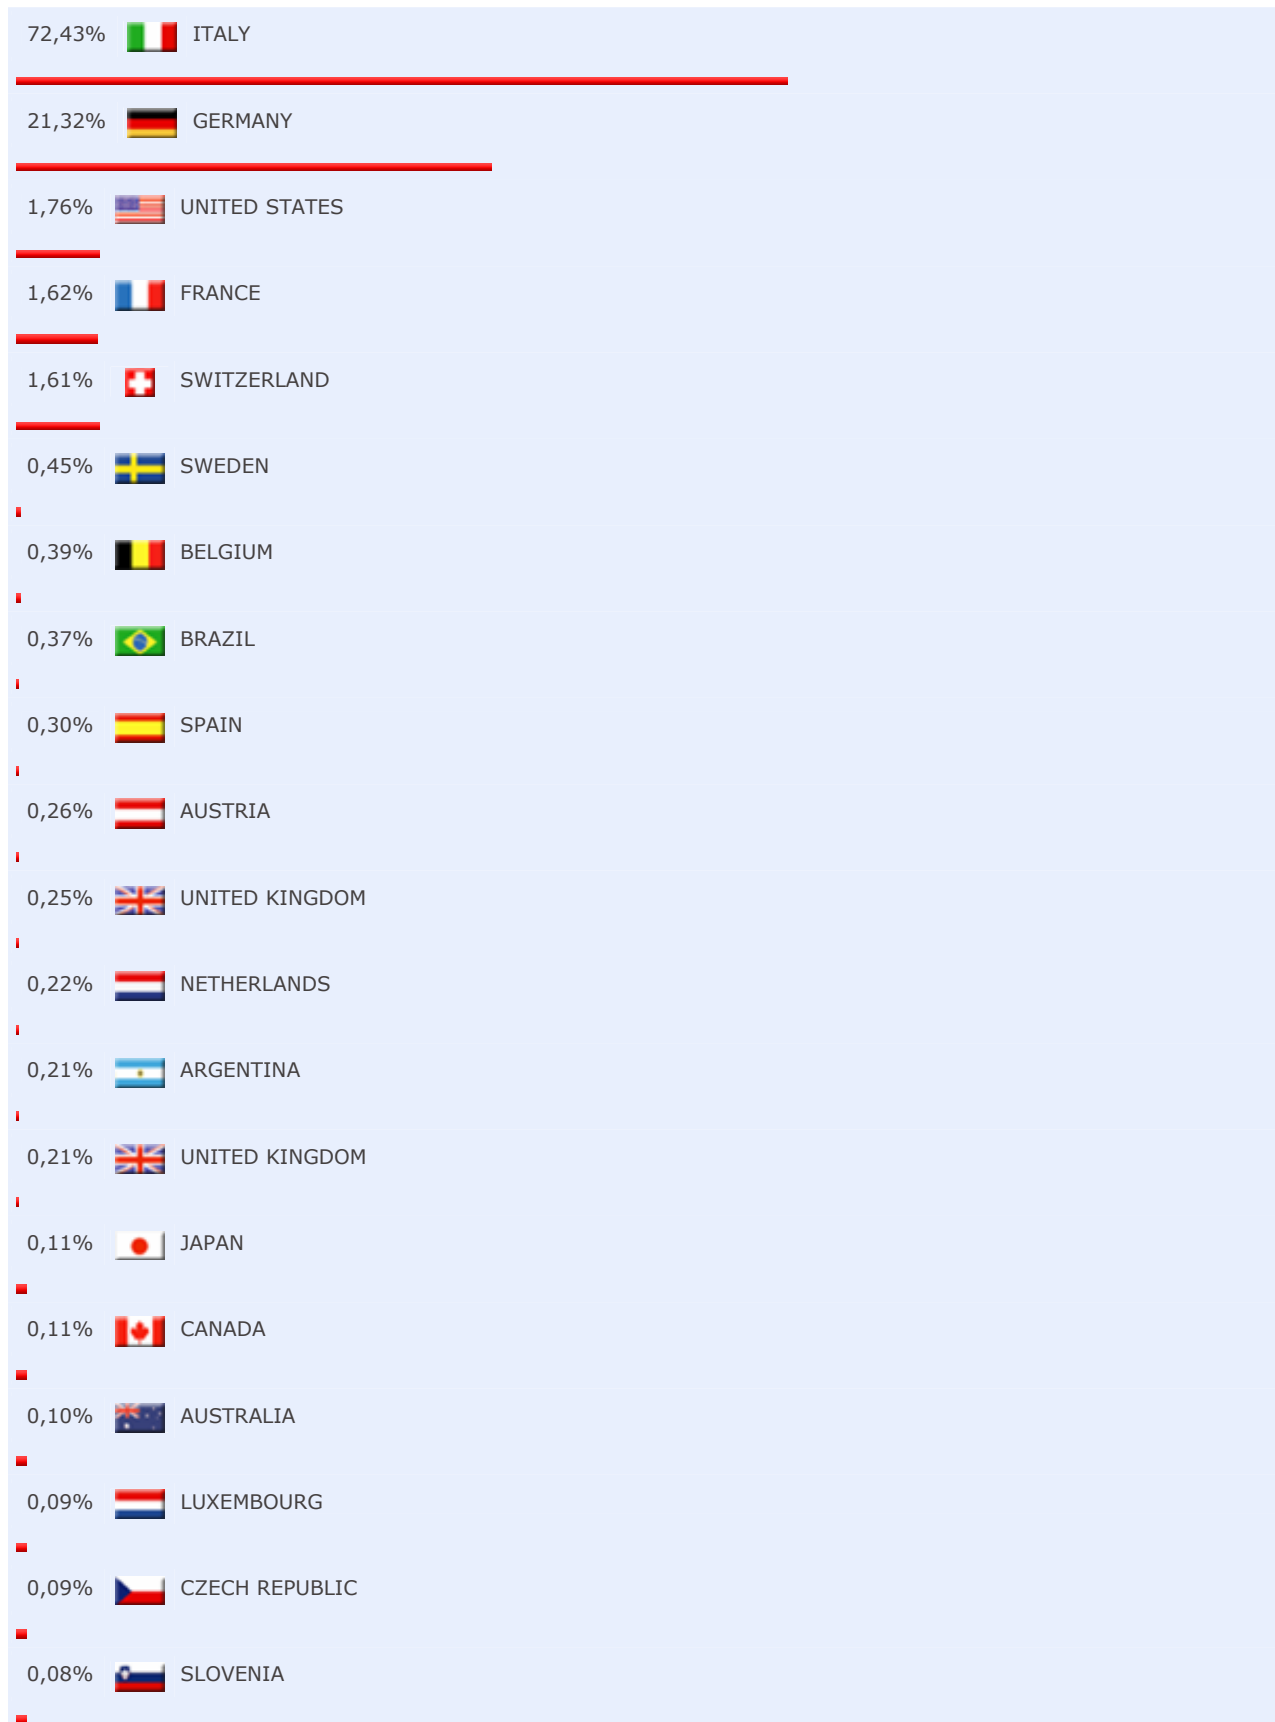 72,43% ITALY
21,32% GERMANY
1,76% UNITED STATES
1,62% FRANCE
1,61% SWITZERLAND
0,45% SWEDEN
0,39% BELGIUM
0,37% BRAZIL
0,30% SPAIN
0,26% AUSTRIA
0,25% UNITED KINGDOM
0,22% NETHERLANDS
0,21% ARGENTINA
0,21% UNITED KINGDOM
0,11% JAPAN
0,11% CANADA
0,10% AUSTRALIA
0,09% LUXEMBOURG
0,09% CZECH REPUBLIC
0,08% SLOVENIA